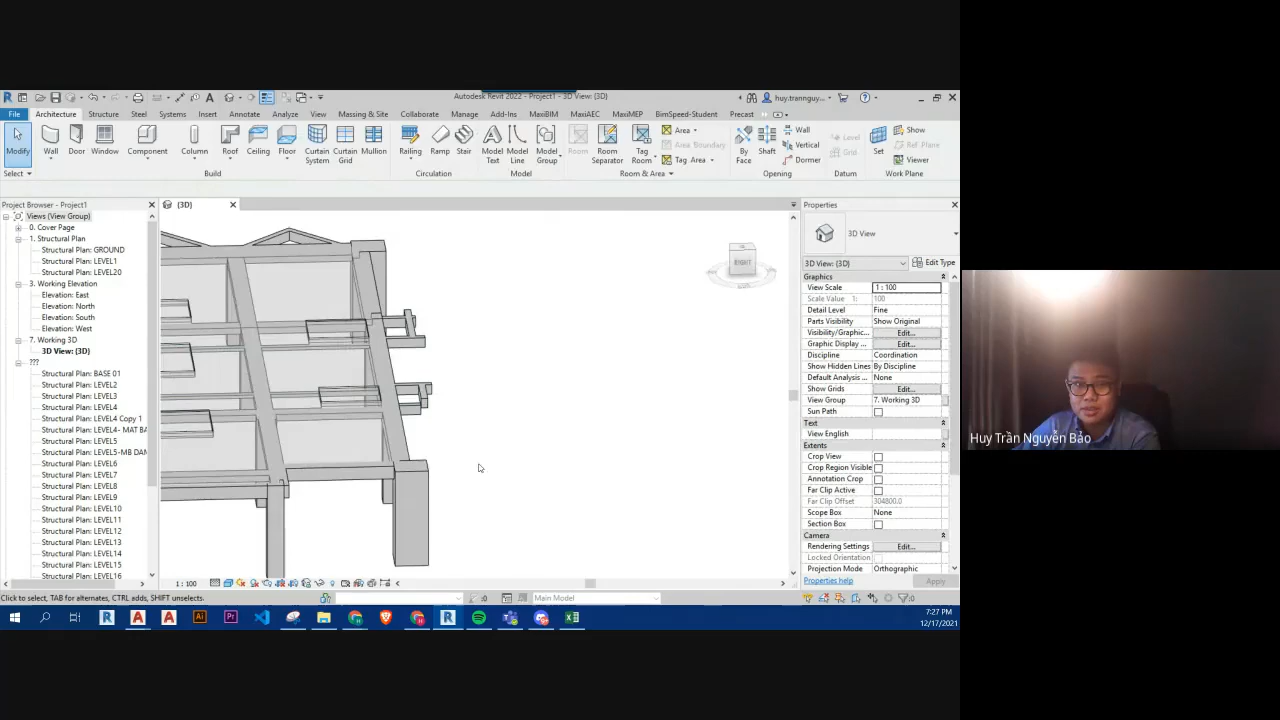 Autodesk Revit 2022 - Project1 - 3D View: {3D}
huy.trannguy...
File Architecture Structure Steel Systems Insert Annotate Analyze View Massing & Site Collaborate Manage Add-Ins MaxiBIM MaxiAEC MaxiMEP BimSpeed-Student Precast
Modify Wall Door Window Component Column Roof Ceiling Floor Curtain System Curtain Grid Mullion Railing Ramp Stair Model Text Model Line Model Group Room Room Separator Tag Room
Area
Area Boundary
Tag Area
By Face Shaft
Wall
Vertical
Dormer
Level
Grid
Set
Show
Ref Plane
Viewer
Select Build Circulation Model Room & Area Opening Datum Work Plane
Project Browser - Project1
Views (View Group)
0. Cover Page
1. Structural Plan
Structural Plan: GROUND
Structural Plan: LEVEL1
Structural Plan: LEVEL20
3. Working Elevation
Elevation: East
Elevation: North
Elevation: South
Elevation: West
7. Working 3D
3D View: {3D}
???
Structural Plan: BASE 01
Structural Plan: LEVEL2
Structural Plan: LEVEL3
Structural Plan: LEVEL4
Structural Plan: LEVEL4 Copy 1
Structural Plan: LEVEL4- MAT BA
Structural Plan: LEVEL5
Structural Plan: LEVEL5-MB DAN
Structural Plan: LEVEL6
Structural Plan: LEVEL7
Structural Plan: LEVEL8
Structural Plan: LEVEL9
Structural Plan: LEVEL10
Structural Plan: LEVEL11
Structural Plan: LEVEL12
Structural Plan: LEVEL13
Structural Plan: LEVEL14
Structural Plan: LEVEL15
Structural Plan: LEVEL16
{3D}
RIGHT
1 : 100
Properties
3D View
3D View: {3D} Edit Type
Graphics
View Scale 1 : 100
Scale Value 1: 100
Detail Level Fine
Parts Visibility Show Original
Visibility/Graphic... Edit...
Graphic Display ... Edit...
Discipline Coordination
Show Hidden Lines By Discipline
Default Analysis ... None
Show Grids Edit...
View Group 7. Working 3D
Sun Path
Text
View English
Extents
Crop View
Crop Region Visible
Annotation Crop
Far Clip Active
Far Clip Offset 304800.0
Scope Box None
Section Box
Camera
Rendering Settings Edit...
Locked Orientation
Projection Mode Orthographic
Properties help Apply
Click to select, TAB for alternates, CTRL adds, SHIFT unselects.
:0
Main Model
:0
7:27 PM
12/17/2021
Huy Trần Nguyễn Bảo